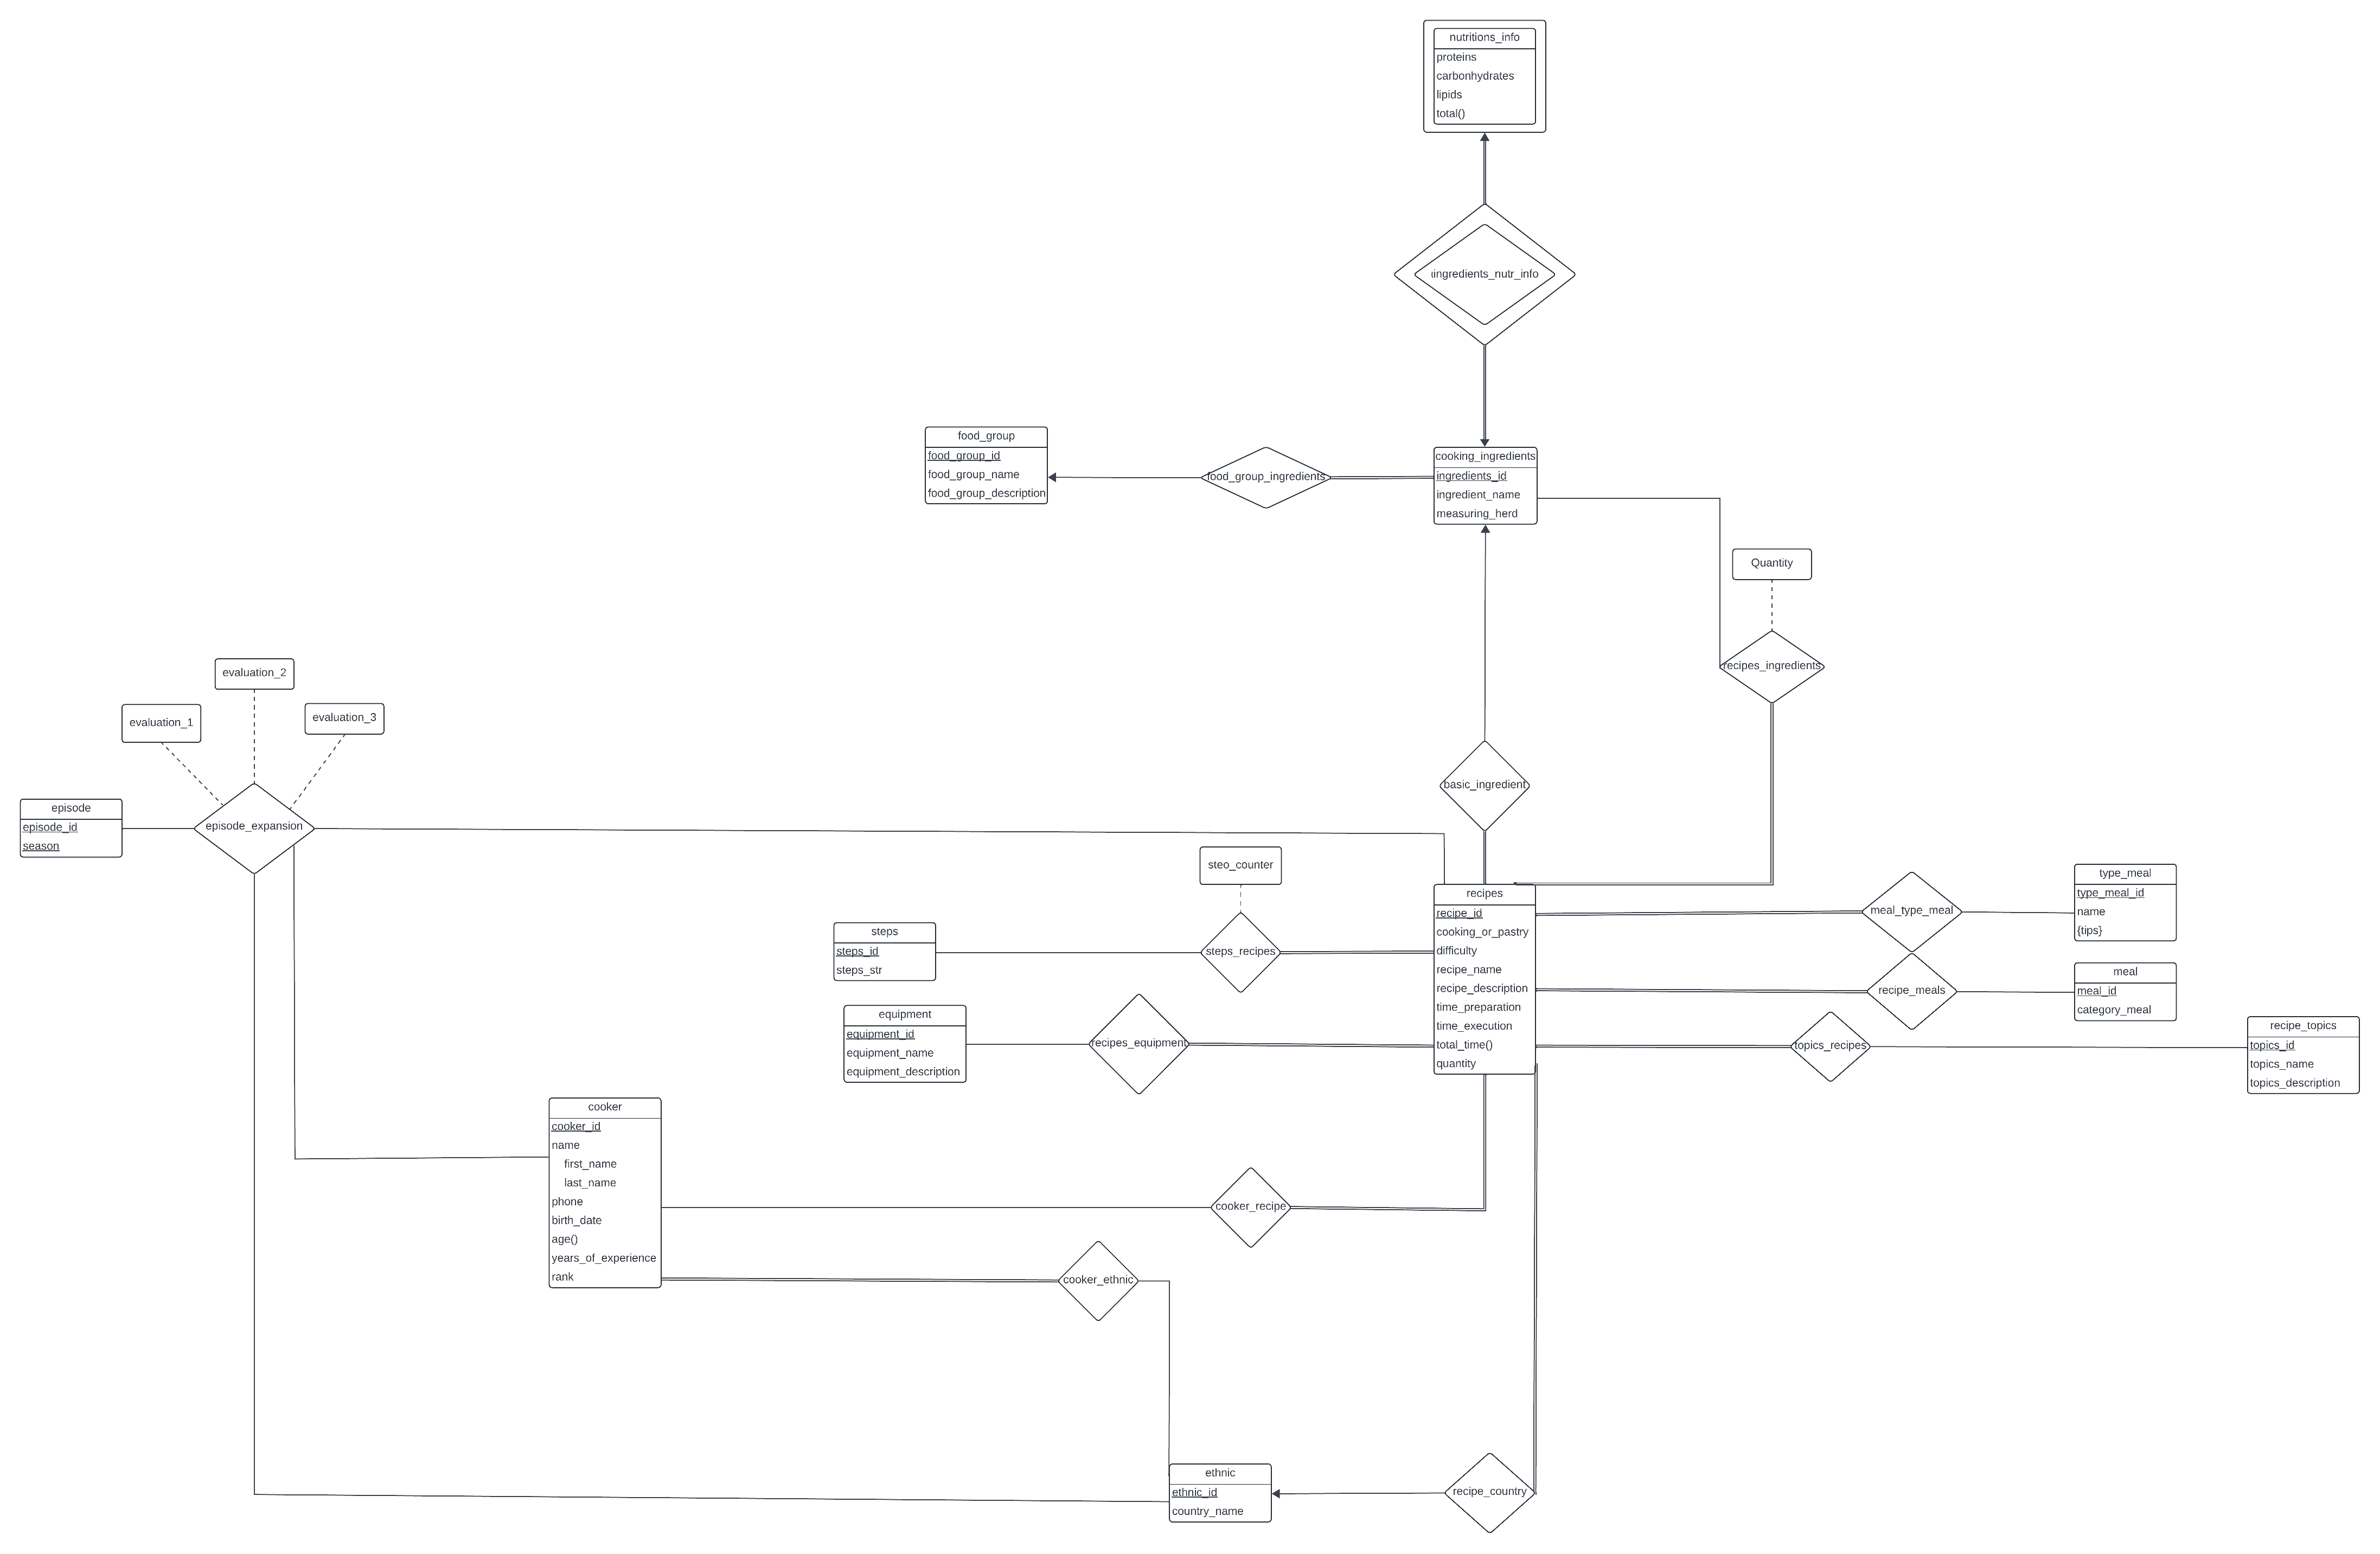 nutritions_info
proteins
carbonhydrates
lipids
total()
iingredients_nutr_info
food_group
food_group_id
food_group_name
food_group_description
food_group_ingredients
cooking_ingredients
ingredients_id
ingredient_name
measuring_herd
Quantity
recipes_ingredients
evaluation_2
evaluation_1
evaluation_3
basic_ingredient
episode
episode_id
season
episode_expansion
steo_counter
steps
steps_id
steps_str
steps_recipes
recipes
recipe_id
cooking_or_pastry
difficulty
recipe_name
recipe_description
time_preparation
time_execution
total_time()
quantity
meal_type_meal
type_meal
type_meal_id
name
{tips}
recipe_meals
meal
meal_id
category_meal
equipment
equipment_id
equipment_name
equipment_description
recipes_equipment
topics_recipes
recipe_topics
topics_id
topics_name
topics_description
cooker
cooker_id
name
first_name
last_name
phone
birth_date
age()
years_of_experience
rank
cooker_recipe
cooker_ethnic
ethnic
ethnic_id
country_name
recipe_country